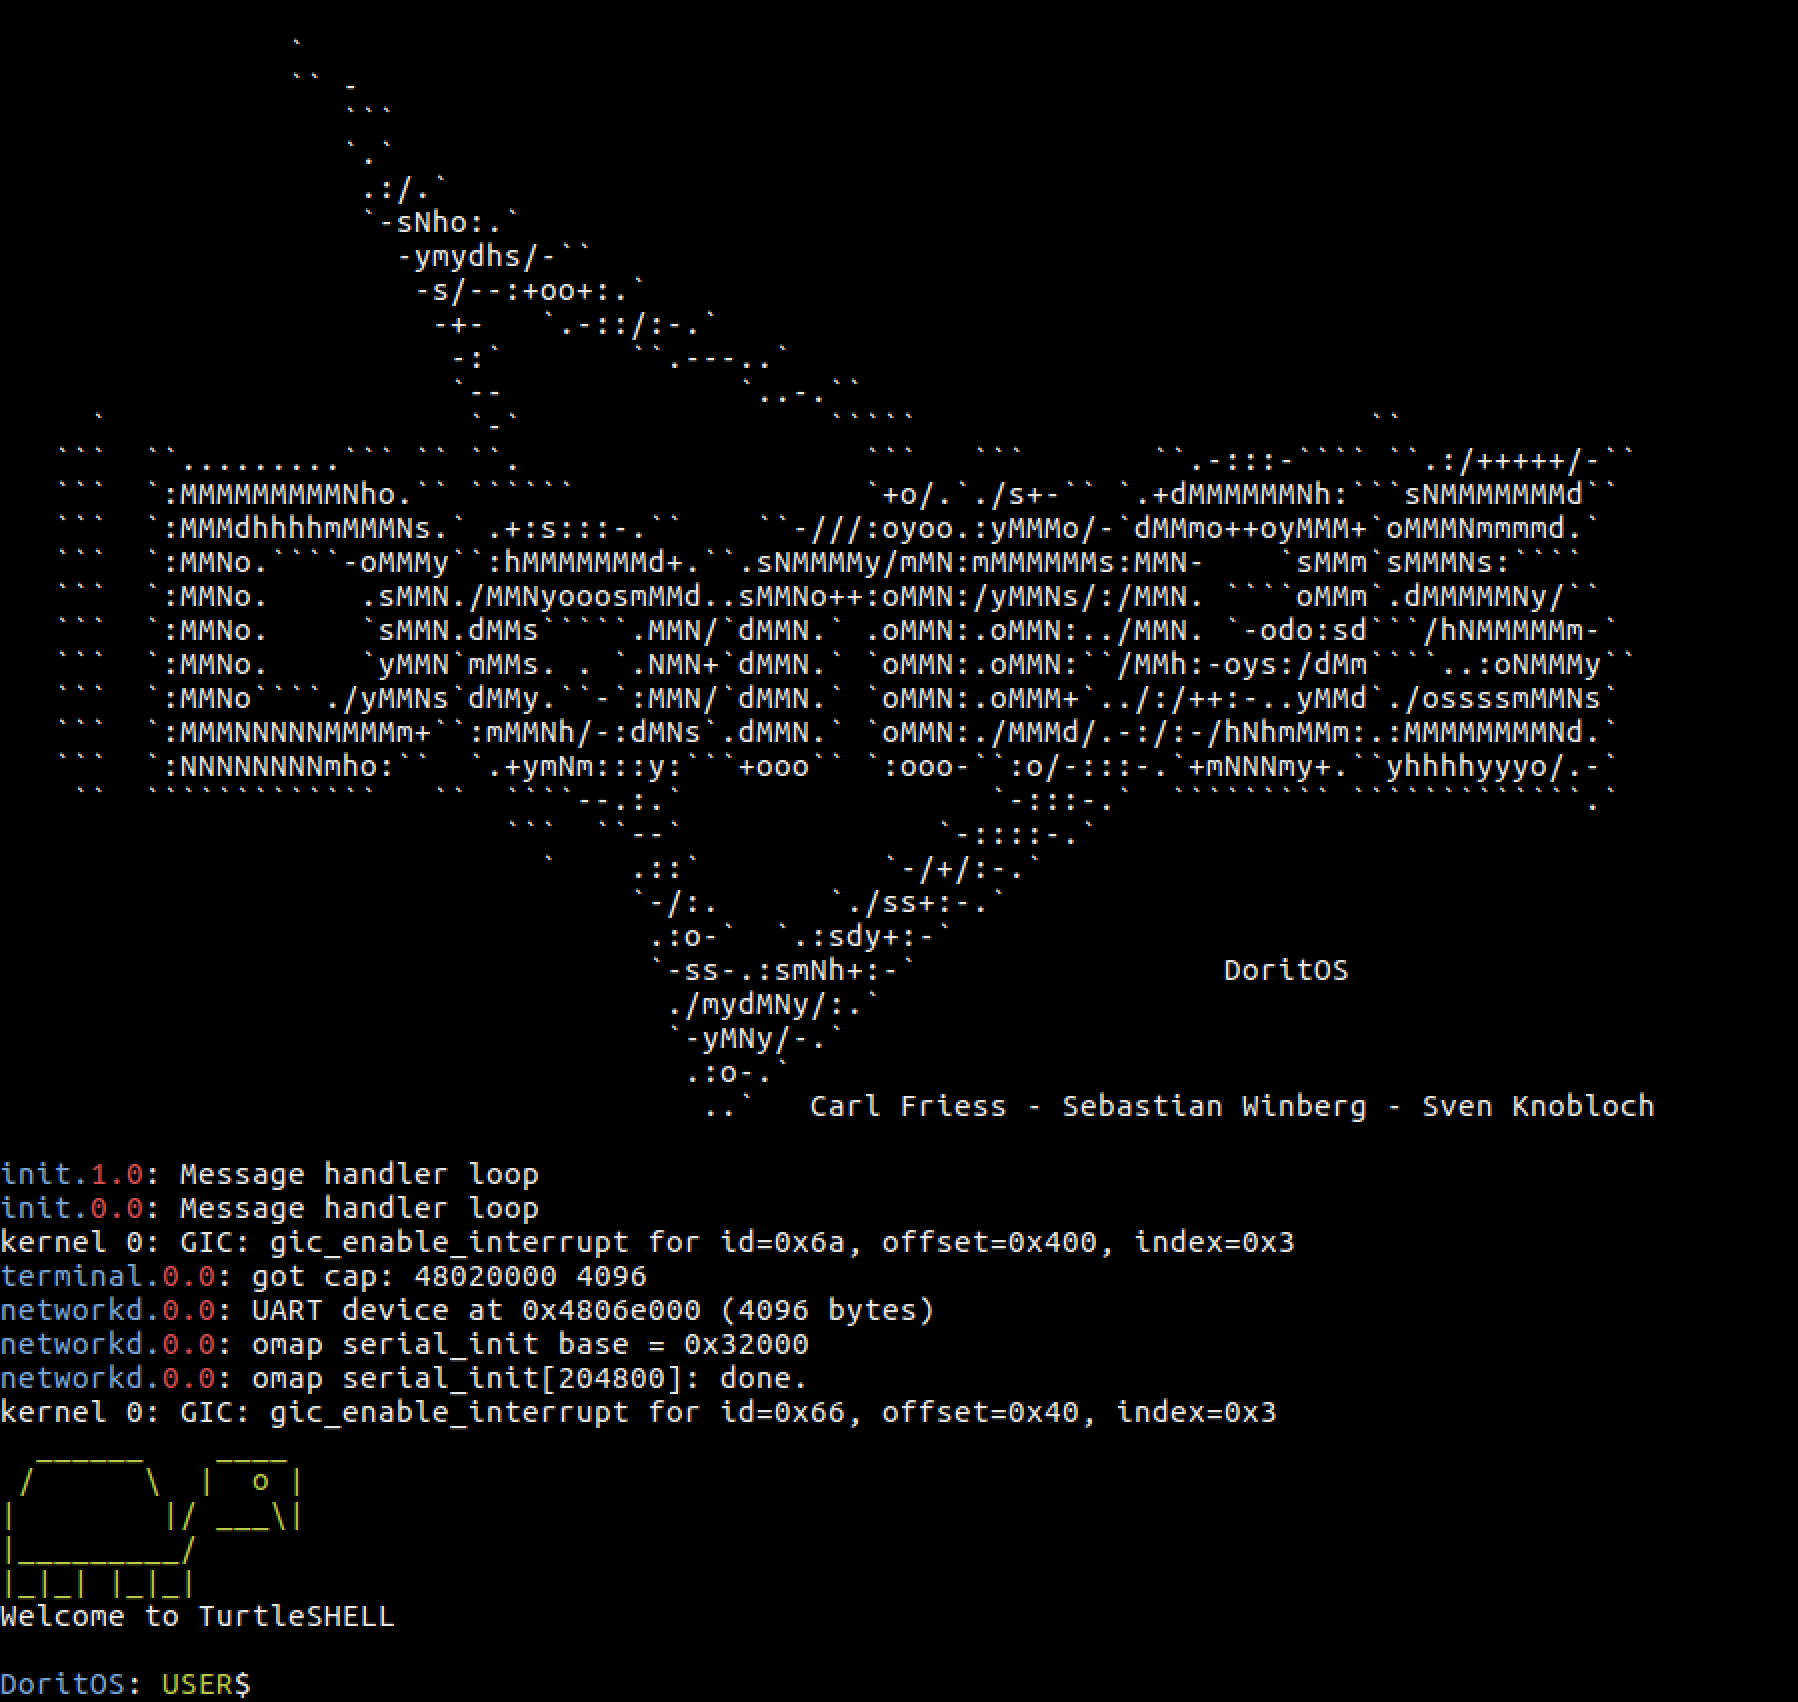 DoritOS
DoritOS
Carl Friess - Sebastian Winberg - Sven Knobloch
init.1.0: Message handler loop
init.0.0: Message handler loop
kernel 0: GIC: gic_enable_interrupt for id=0x6a, offset=0x400, index=0x3
terminal.0.0: got cap: 48020000 4096
networkd.0.0: UART device at 0x4806e000 (4096 bytes)
networkd.0.0: omap serial_init base = 0x32000
networkd.0.0: omap serial_init[204800]: done.
kernel 0: GIC: gic_enable_interrupt for id=0x66, offset=0x40, index=0x3
Welcome to TurtleSHELL
DoritOS: USER$